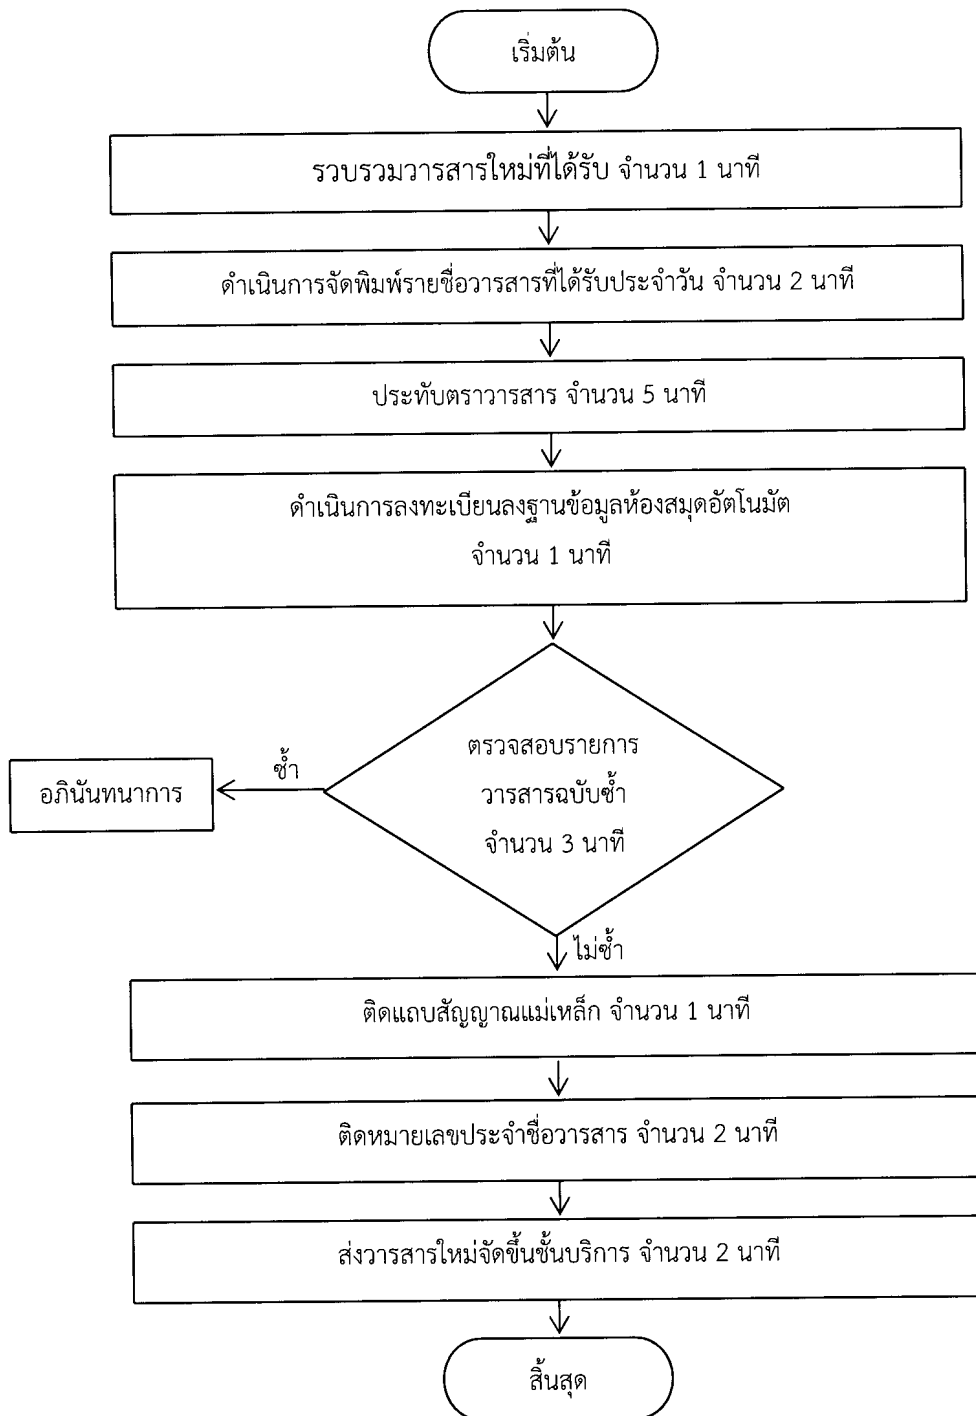 เริ่มต้น
รวบรวมวารสารใหม่ที่ได้รับ จำนวน 1 นาที
ดำเนินการจัดพิมพ์รายชื่อวารสารที่ได้รับประจำวัน จำนวน 2 นาที
ประทับตราวารสาร จำนวน 5 นาที
ดำเนินการลงทะเบียนลงฐานข้อมูลห้องสมุดอัตโนมัต
จำนวน 1 นาที
ตรวจสอบรายการ
วารสารฉบับซ้ำ
จำนวน 3 นาที
ซ้ำ
อภินันทนาการ
ไม่ซ้ำ
ติดแถบสัญญาณแม่เหล็ก จำนวน 1 นาที
ติดหมายเลขประจำชื่อวารสาร จำนวน 2 นาที
ส่งวารสารใหม่จัดขึ้นชั้นบริการ จำนวน 2 นาที
สิ้นสุด